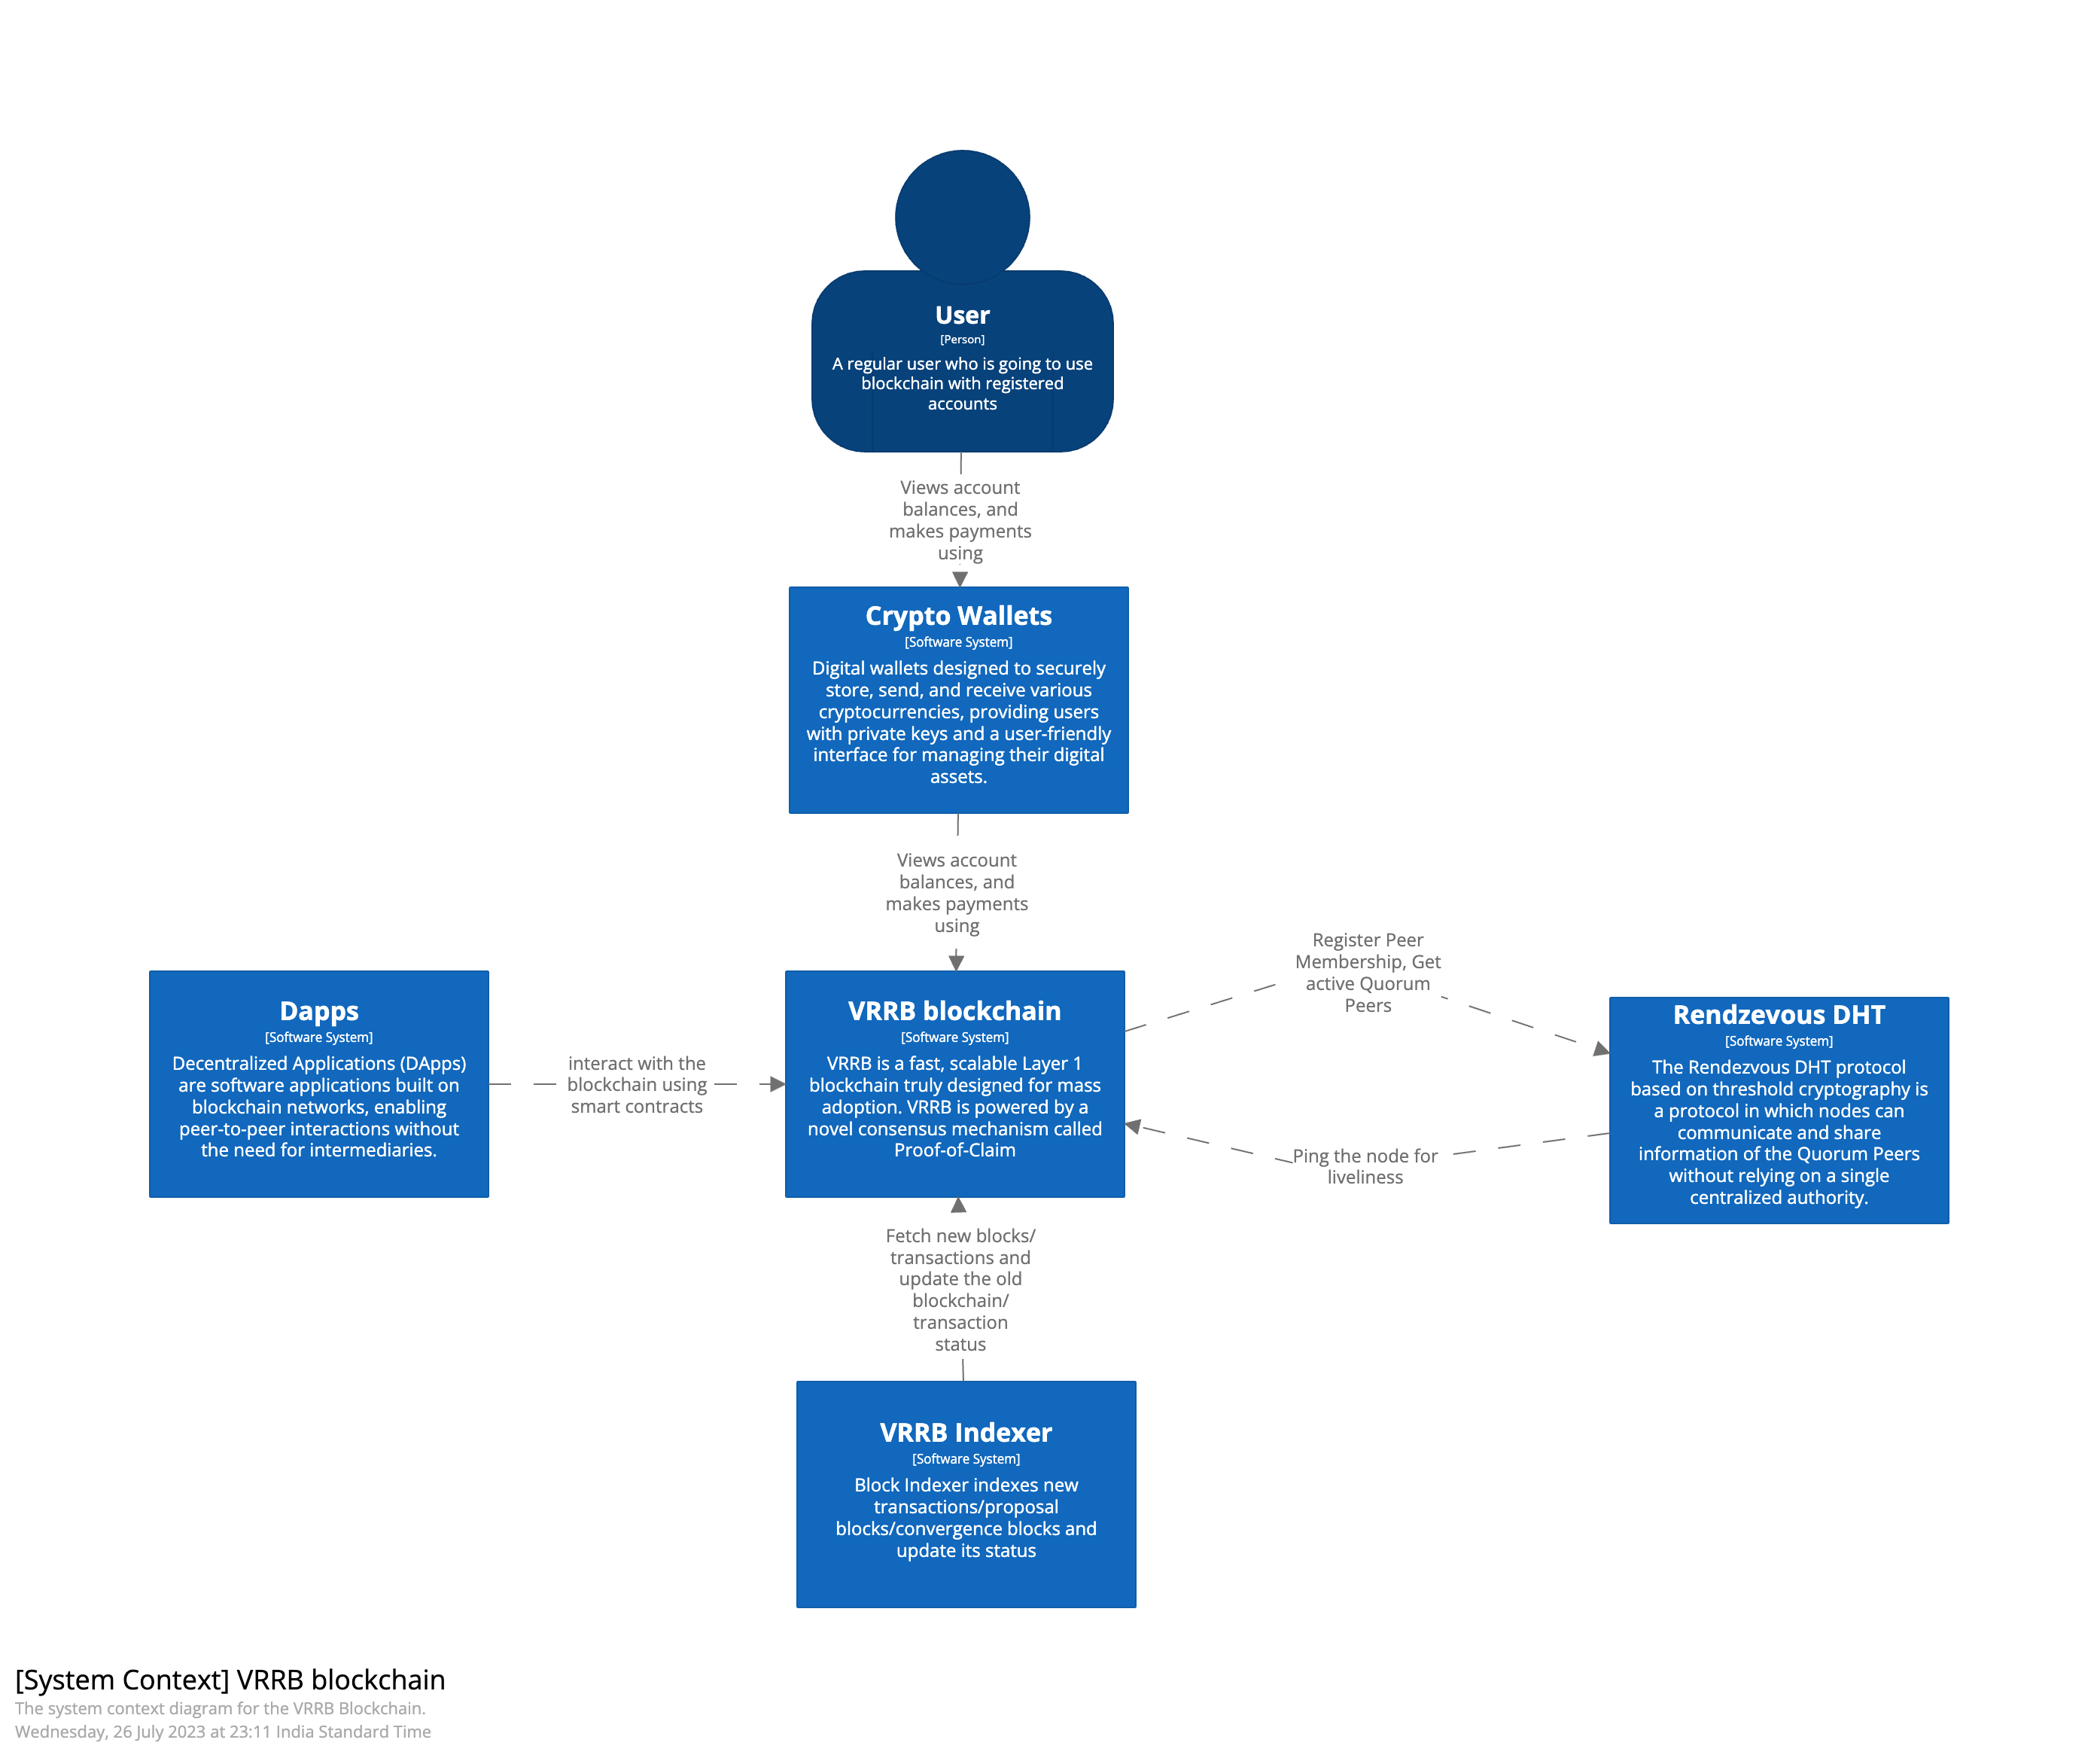 User
[Person]
A regular user who is going to use
blockchain with registered
accounts
Views account
balances, and
makes payments
using
Crypto Wallets
[Software System]
Digital wallets designed to securely
store, send, and receive various
cryptocurrencies, providing users
with private keys and a user-friendly
interface for managing their digital
assets.
Views account
balances, and
makes payments
using
Dapps
[Software System]
Decentralized Applications (DApps)
are software applications built on
blockchain networks, enabling
peer-to-peer interactions without
the need for intermediaries.
interact with the
blockchain using
smart contracts
VRRB blockchain
[Software System]
VRRB is a fast, scalable Layer 1
blockchain truly designed for mass
adoption. VRRB is powered by a
novel consensus mechanism called
Proof-of-Claim
Register Peer
Membership, Get
active Quorum
Peers
Ping the node for
liveliness
Rendzevous DHT
[Software System]
The Rendezvous DHT protocol
based on threshold cryptography is
a protocol in which nodes can
communicate and share
information of the Quorum Peers
without relying on a single
centralized authority.
Fetch new blocks/
transactions and
update the old
blockchain/
transaction
status
VRRB Indexer
[Software System]
Block Indexer indexes new
transactions/proposal
blocks/convergence blocks and
update its status
[System Context] VRRB blockchain
The system context diagram for the VRRB Blockchain.
Wednesday, 26 July 2023 at 23:11 India Standard Time